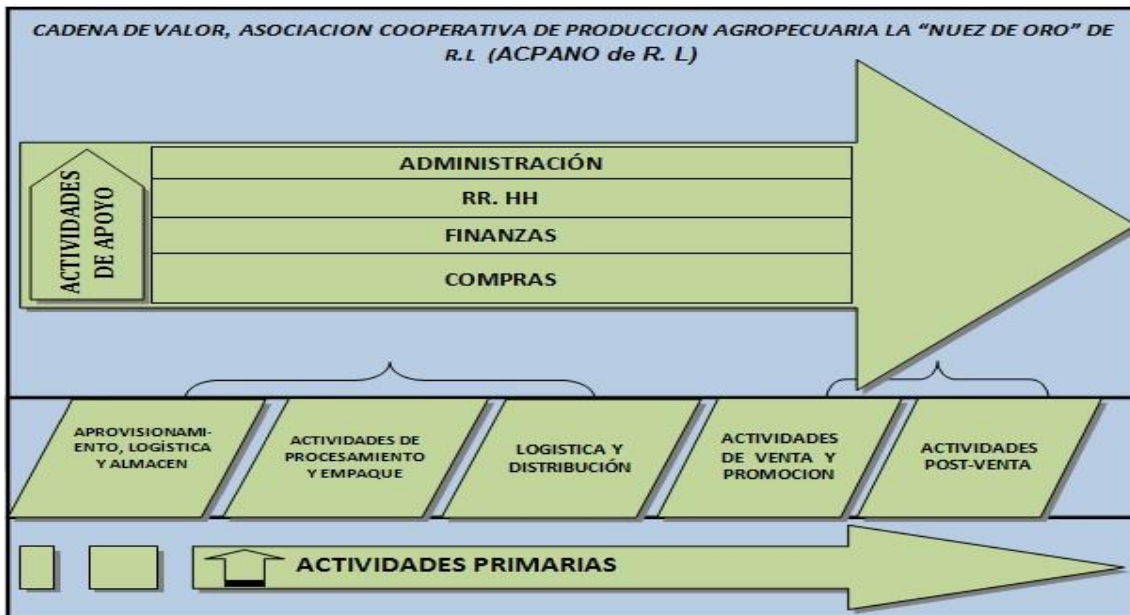 CADENA DE VALOR, ASOCIACION COOPERATIVA DE PRODUCCION AGROPECUARIA LA “NUEZ DE ORO” DE
R.L (ACPANO de R. L)
ACTIVIDADES
DE APOYO
ADMINISTRACIÓN
RR. HH
FINANZAS
COMPRAS
APROVISIONAMI-
ENTO, LOGÍSTICA
Y ALMACEN
ACTIVIDADES DE
PROCESAMIENTO
Y EMPAQUE
LOGISTICA Y
DISTRIBUCIÓN
ACTIVIDADES
DE VENTA Y
PROMOCION
ACTIVIDADES
POST-VENTA
ACTIVIDADES PRIMARIAS